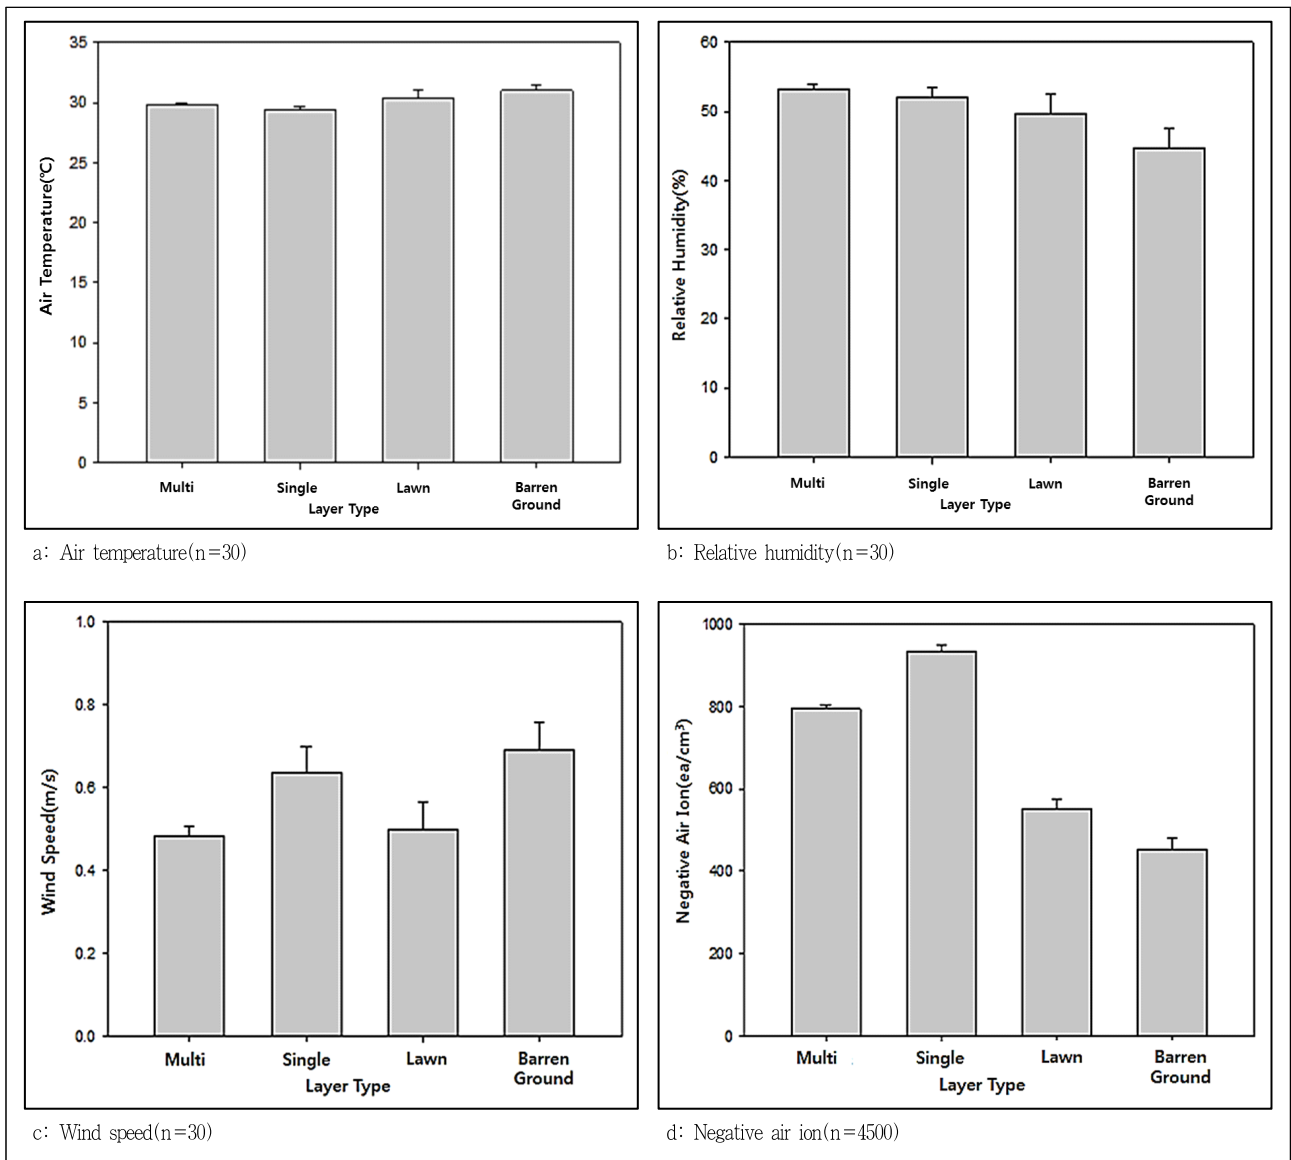 35
30
25
20
15
10
5
0
Air Temperature(℃)
Multi
Single
Lawn
Barren
Ground
Layer Type
a: Air temperature(n=30)
60
50
40
30
20
10
0
Relative Humidity(%)
Multi
Single
Lawn
Barren
Ground
Layer Type
b: Relative humidity(n=30)
1.0
0.8
0.6
0.4
0.2
0.0
Wind Speed(m/s)
Multi
Single
Lawn
Barren
Ground
Layer Type
c: Wind speed(n=30)
1000
800
600
400
200
0
Negative Air Ion(ea/cm³)
Multi
Single
Lawn
Barren
Ground
Layer Type
d: Negative air ion(n=4500)